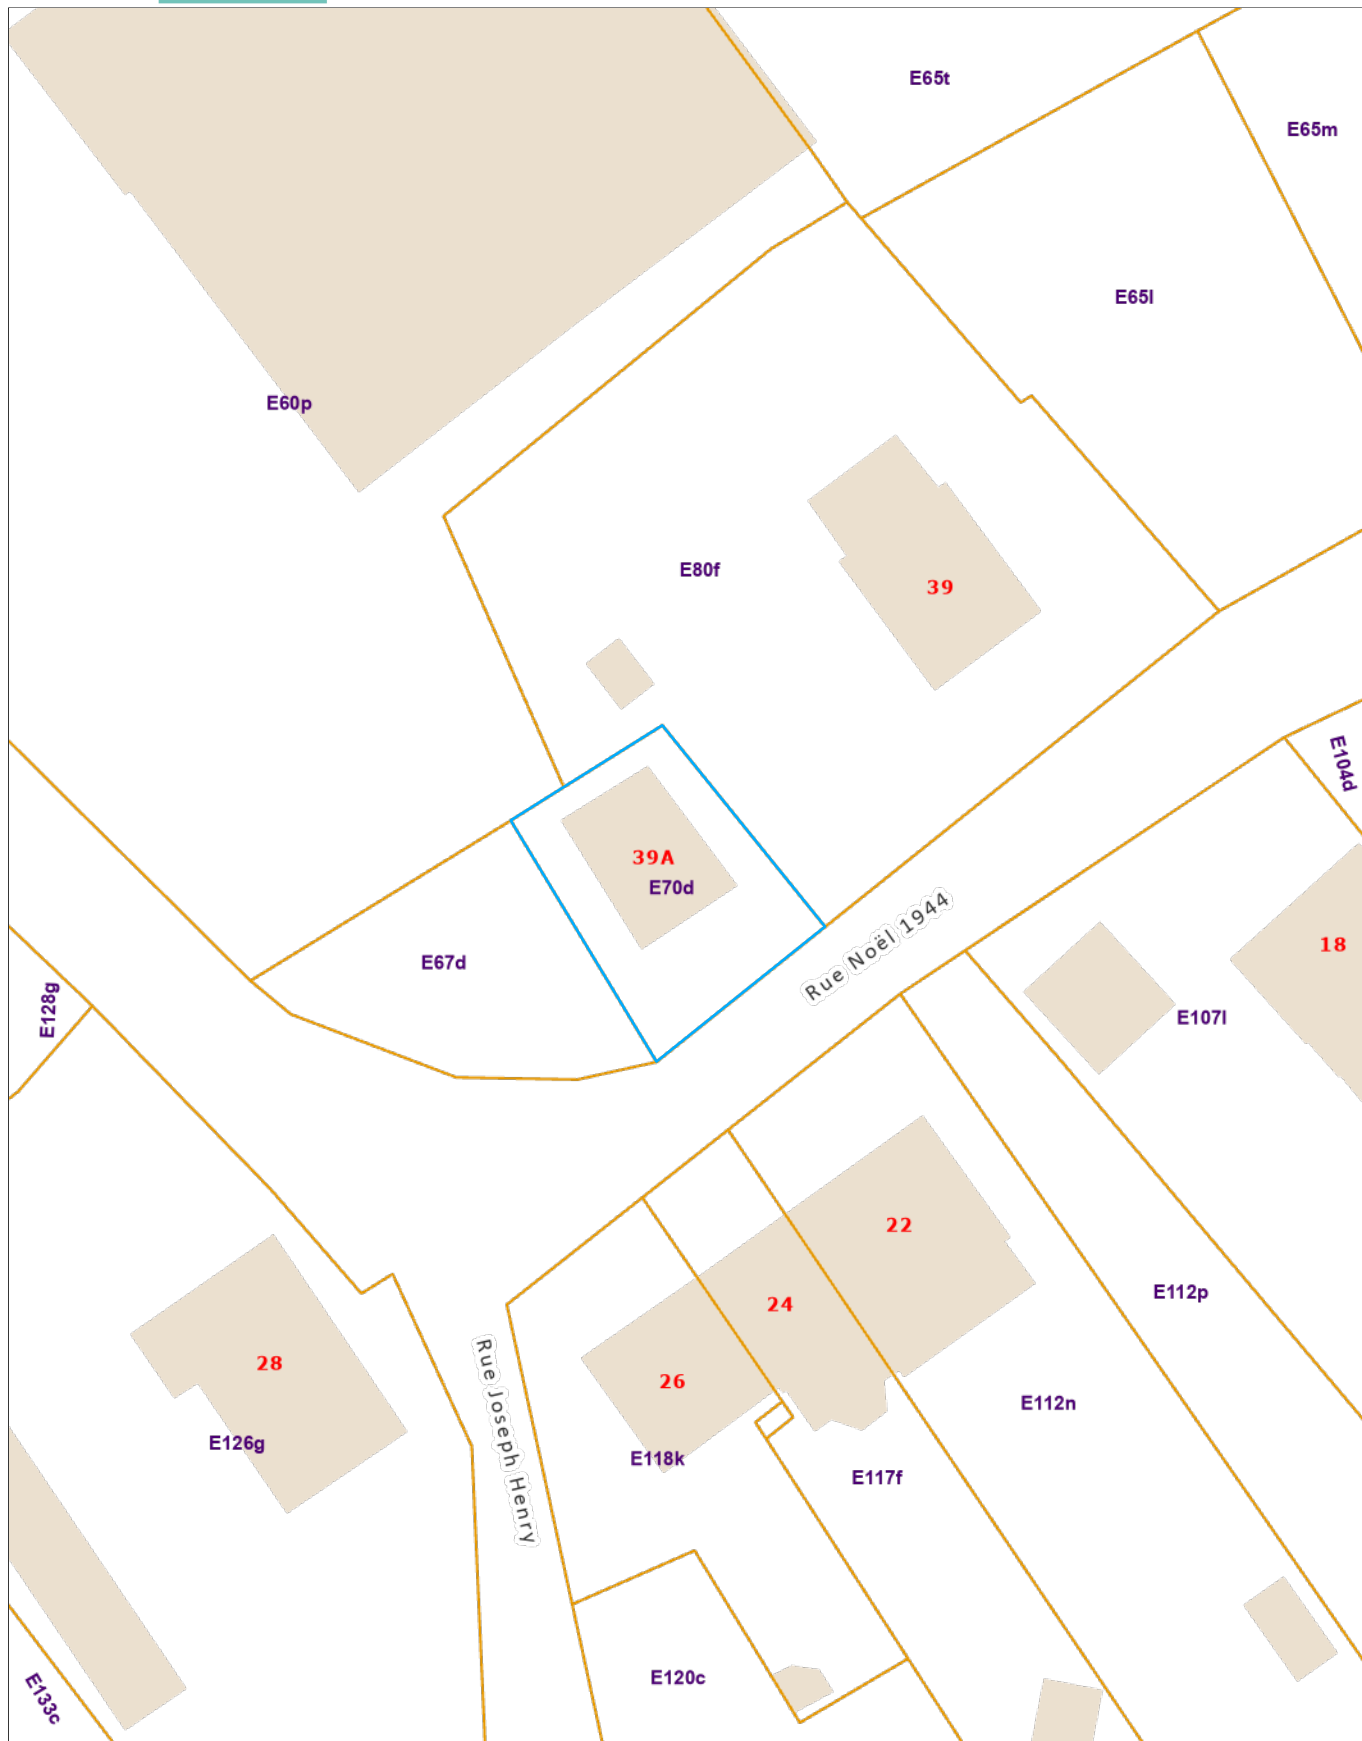 E65t
E65m
E65l
E60p
E80f
39
E104d
39A
E70d
Rue Noël 1944
18
E67d
E128g
E107l
22
E112p
24
28
26
Rue Joseph Henry
E112n
E126g
E118k
E117f
E120c
E133c